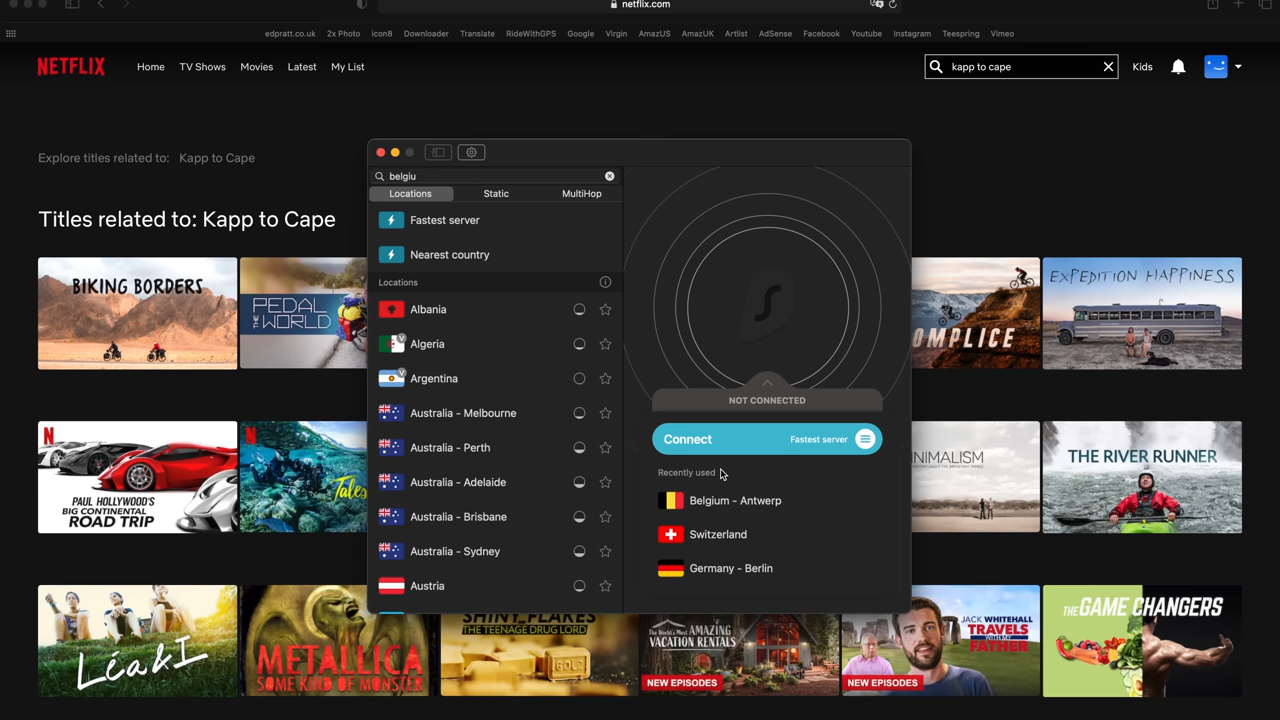 netflix.com
edpratt.co.uk 2x Photo icon8 Downloader Translate RideWithGPS Google Virgin AmazUS AmazUK Artlist AdSense Facebook Youtube Instagram Teespring Vimeo
NETFLIX Home TV Shows Movies Latest My List kapp to cape Kids
Explore titles related to: Kapp to Cape
Titles related to: Kapp to Cape
belgiu
Locations Static MultiHop
Fastest server
Nearest country
Locations
Albania
Algeria
Argentina
Australia - Melbourne
Australia - Perth
Australia - Adelaide
Australia - Brisbane
Australia - Sydney
Austria
NOT CONNECTED
Connect Fastest server
Recently used
Belgium - Antwerp
Switzerland
Germany - Berlin
BIKING BORDERS
PEDAL
THE WORLD
OMPLICE
EXPEDITION HAPPINESS
N
PAUL HOLLYWOOD'S
BIG CONTINENTAL
ROAD TRIP
N
Tales
NIMALISM
THE RIVER RUNNER
Léa & I
METALLICA
SOME KIND OF MONSTER
SHINY_FLAKES
THE TEENAGE DRUG LORD
GOLD
The World's Most AMAZING
VACATION RENTALS
NEW EPISODES
JACK WHITEHALL
TRAVELS
WITH MY
FATHER
NEW EPISODES
THE GAME CHANGERS